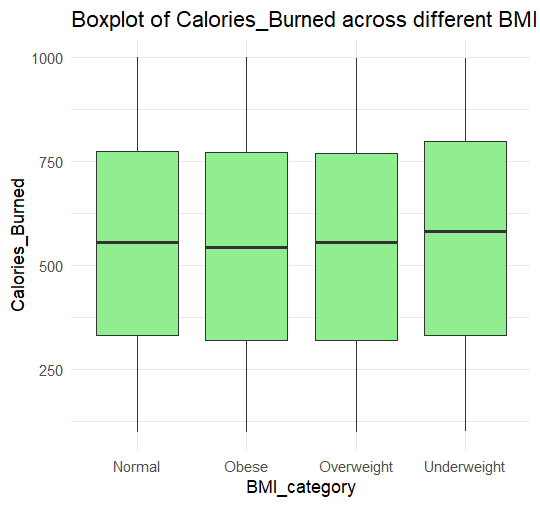 Boxplot of Calories_Burned across different BMI
Calories_Burned
1000
750
500
250
Normal Obese Overweight Underweight
BMI_category